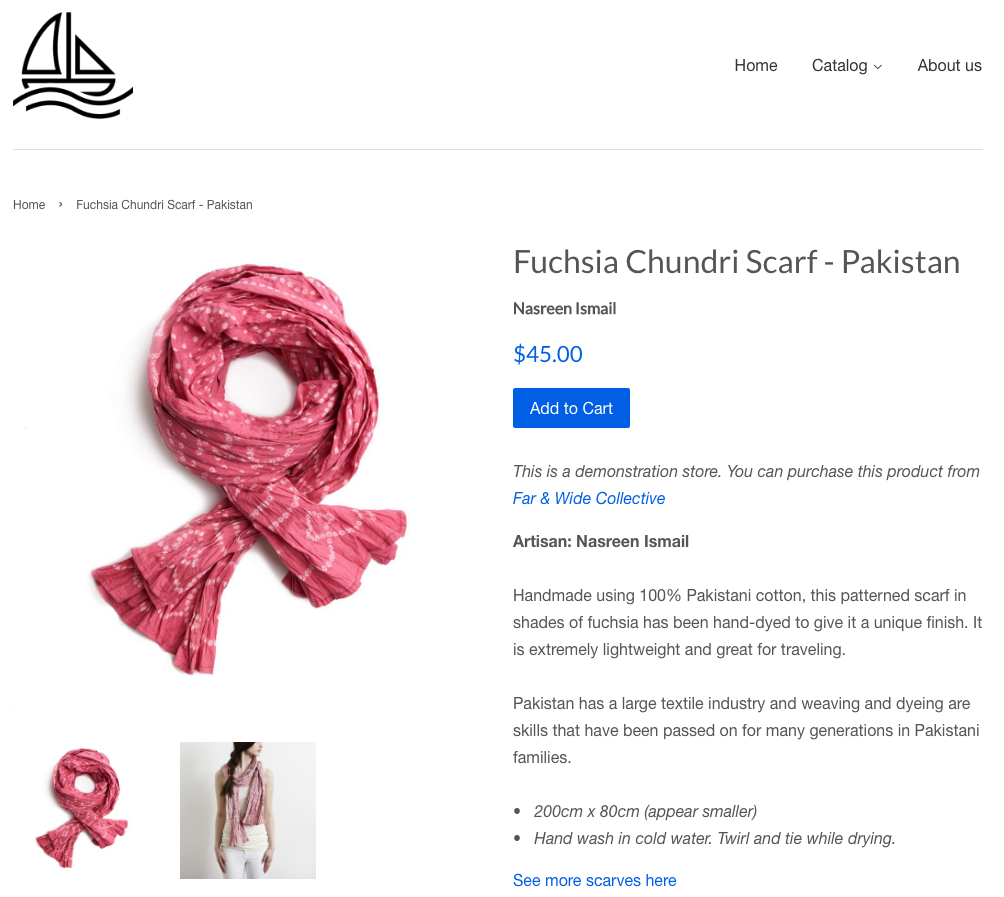 Home Catalog About us
Home › Fuchsia Chundri Scarf - Pakistan
Fuchsia Chundri Scarf - Pakistan
Nasreen Ismail
$45.00
Add to Cart
This is a demonstration store. You can purchase this product from
Far & Wide Collective
Artisan: Nasreen Ismail
Handmade using 100% Pakistani cotton, this patterned scarf in
shades of fuchsia has been hand-dyed to give it a unique finish. It
is extremely lightweight and great for traveling.
Pakistan has a large textile industry and weaving and dyeing are
skills that have been passed on for many generations in Pakistani
families.
• 200cm x 80cm (appear smaller)
• Hand wash in cold water. Twirl and tie while drying.
See more scarves here